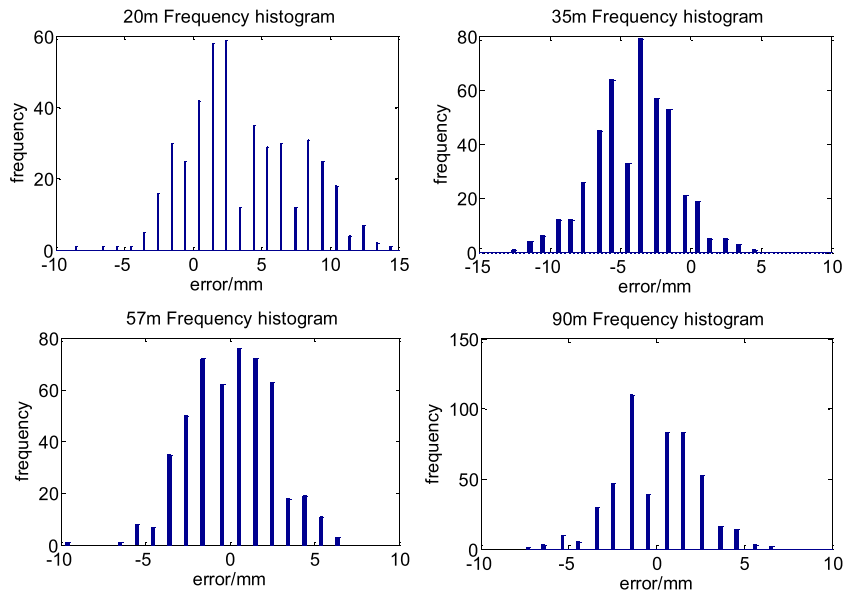 20m Frequency histogram
60
40
20
0
frequency
-10 -5 0 5 10 15
error/mm
35m Frequency histogram
80
60
40
20
0
frequency
-15 -10 -5 0 5 10
error/mm
57m Frequency histogram
80
60
40
20
0
frequency
-10 -5 0 5 10
error/mm
90m Frequency histogram
150
100
50
0
frequency
-10 -5 0 5 10
error/mm